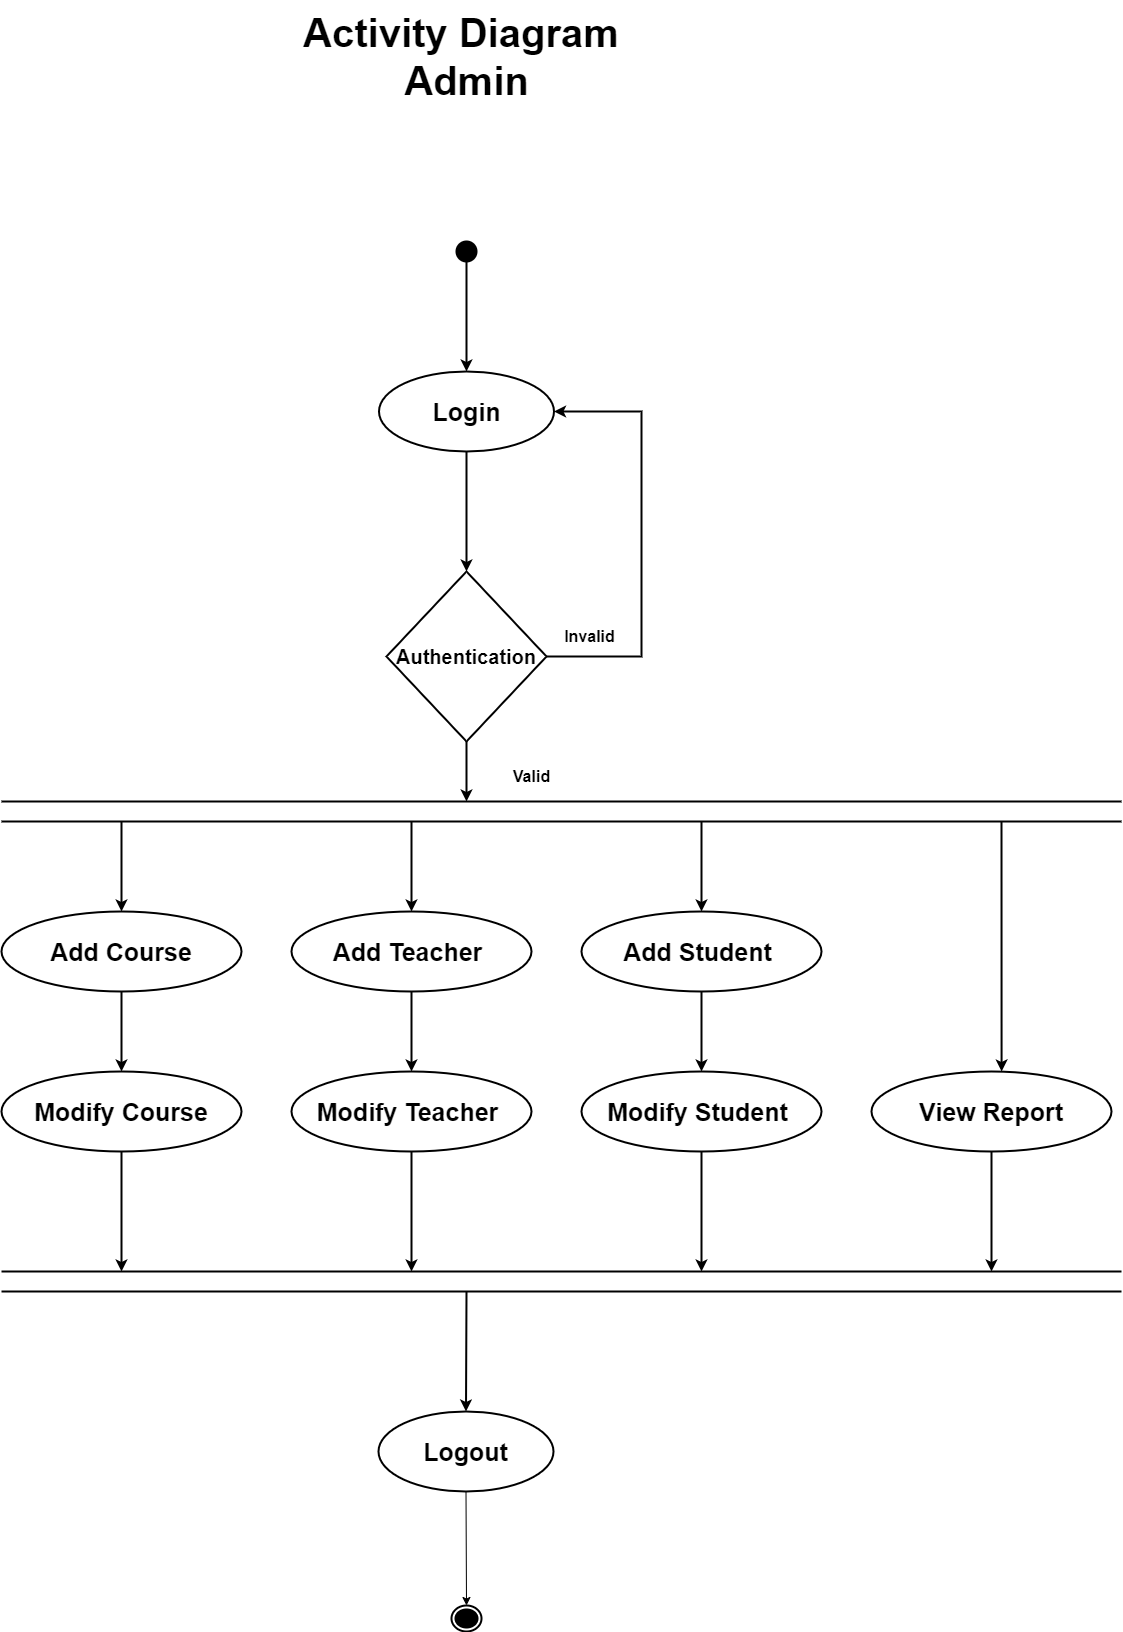 Activity Diagram
Admin
Login
Invalid
Authentication
Valid
Add Course
Add Teacher
Add Student
Modify Course
Modify Teacher
Modify Student
View Report
Logout